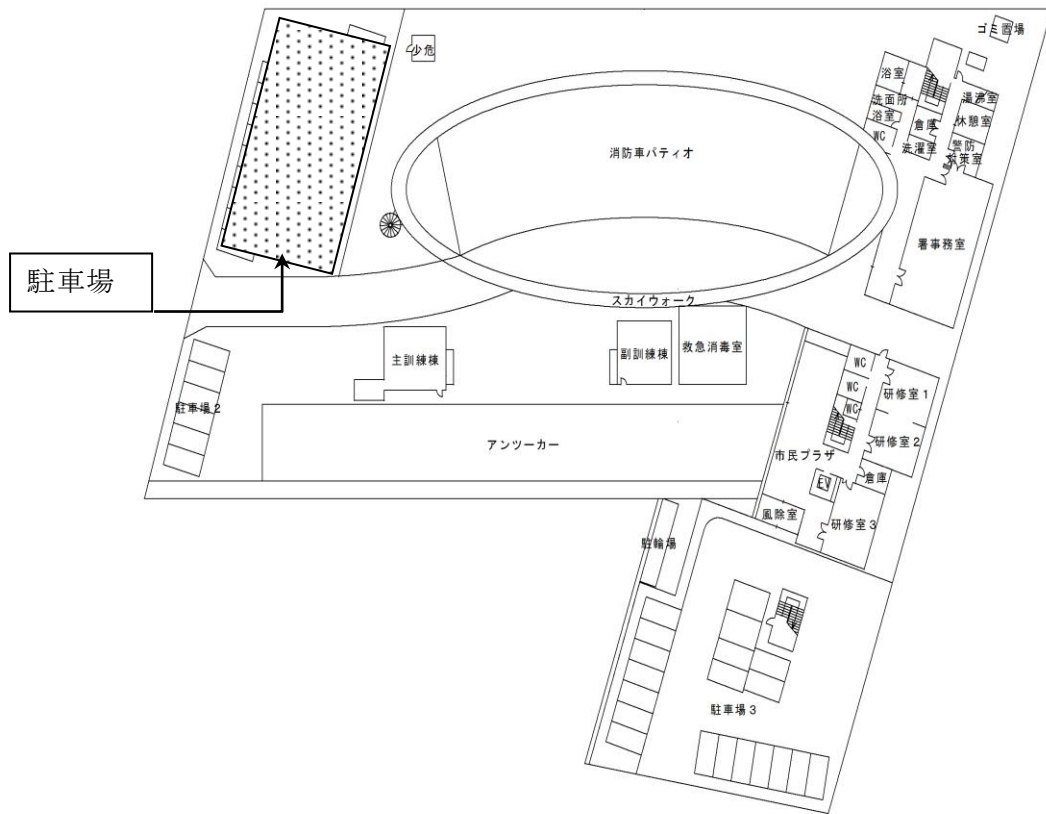 ゴミ置場
少危
浴室
湯沸室
洗面所
浴室
倉庫
休憩室
WC
洗濯室
警防
対策室
消防車パティオ
署事務室
駐車場
スカイウォーク
主訓練棟
副訓練棟
救急消毒室
WC
WC
研修室1
WC
駐車場2
研修室2
アンツーカー
市民プラザ
倉庫
EV
風除室
研修室3
駐輪場
駐車場3